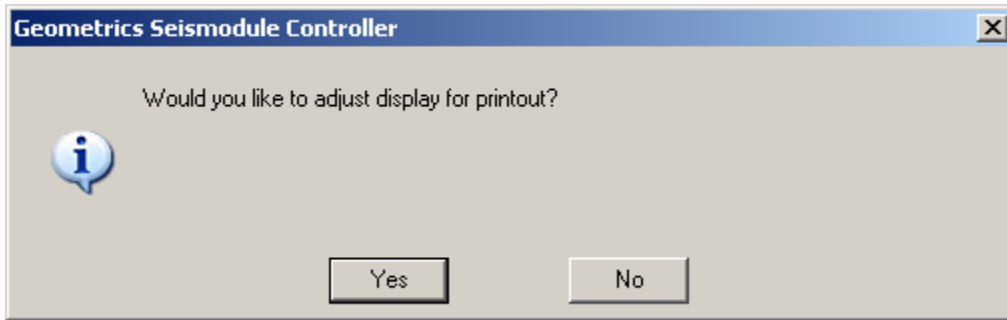 Geometrics Seismodule Controller
Would you like to adjust display for printout?
Yes No